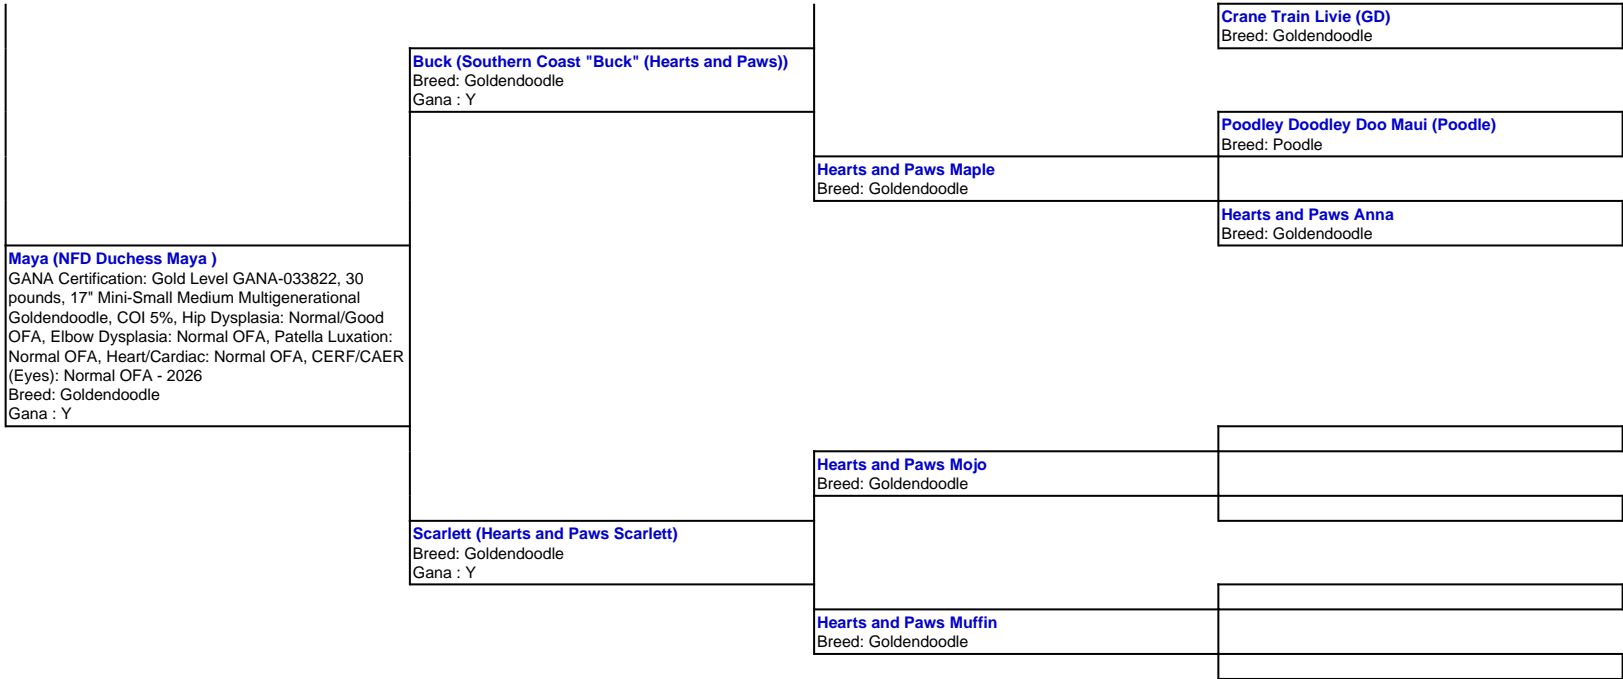 Crane Train Livie (GD)
Breed: Goldendoodle
Buck (Southern Coast "Buck" (Hearts and Paws))
Breed: Goldendoodle
Gana : Y
Poodley Doodley Doo Maui (Poodle)
Breed: Poodle
Hearts and Paws Maple
Breed: Goldendoodle
Hearts and Paws Anna
Breed: Goldendoodle
Maya (NFD Duchess Maya )
GANA Certification: Gold Level GANA-033822, 30
pounds, 17" Mini-Small Medium Multigenerational
Goldendoodle, COI 5%, Hip Dysplasia: Normal/Good
OFA, Elbow Dysplasia: Normal OFA, Patella Luxation:
Normal OFA, Heart/Cardiac: Normal OFA, CERF/CAER
(Eyes): Normal OFA - 2026
Breed: Goldendoodle
Gana : Y
Hearts and Paws Mojo
Breed: Goldendoodle
Scarlett (Hearts and Paws Scarlett)
Breed: Goldendoodle
Gana : Y
Hearts and Paws Muffin
Breed: Goldendoodle